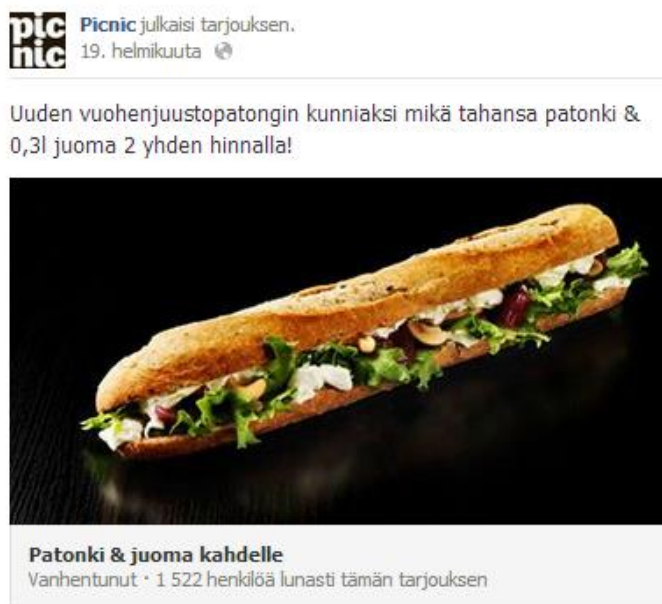 pic
nic
Picnic julkaisi tarjouksen.
19. helmikuuta
Uuden vuohenjuustopatongin kunniaksi mikä tahansa patonki &
0,3l juoma 2 yhden hinnalla!
Patonki & juoma kahdelle
Vanhentunut · 1 522 henkilöä lunasti tämän tarjouksen